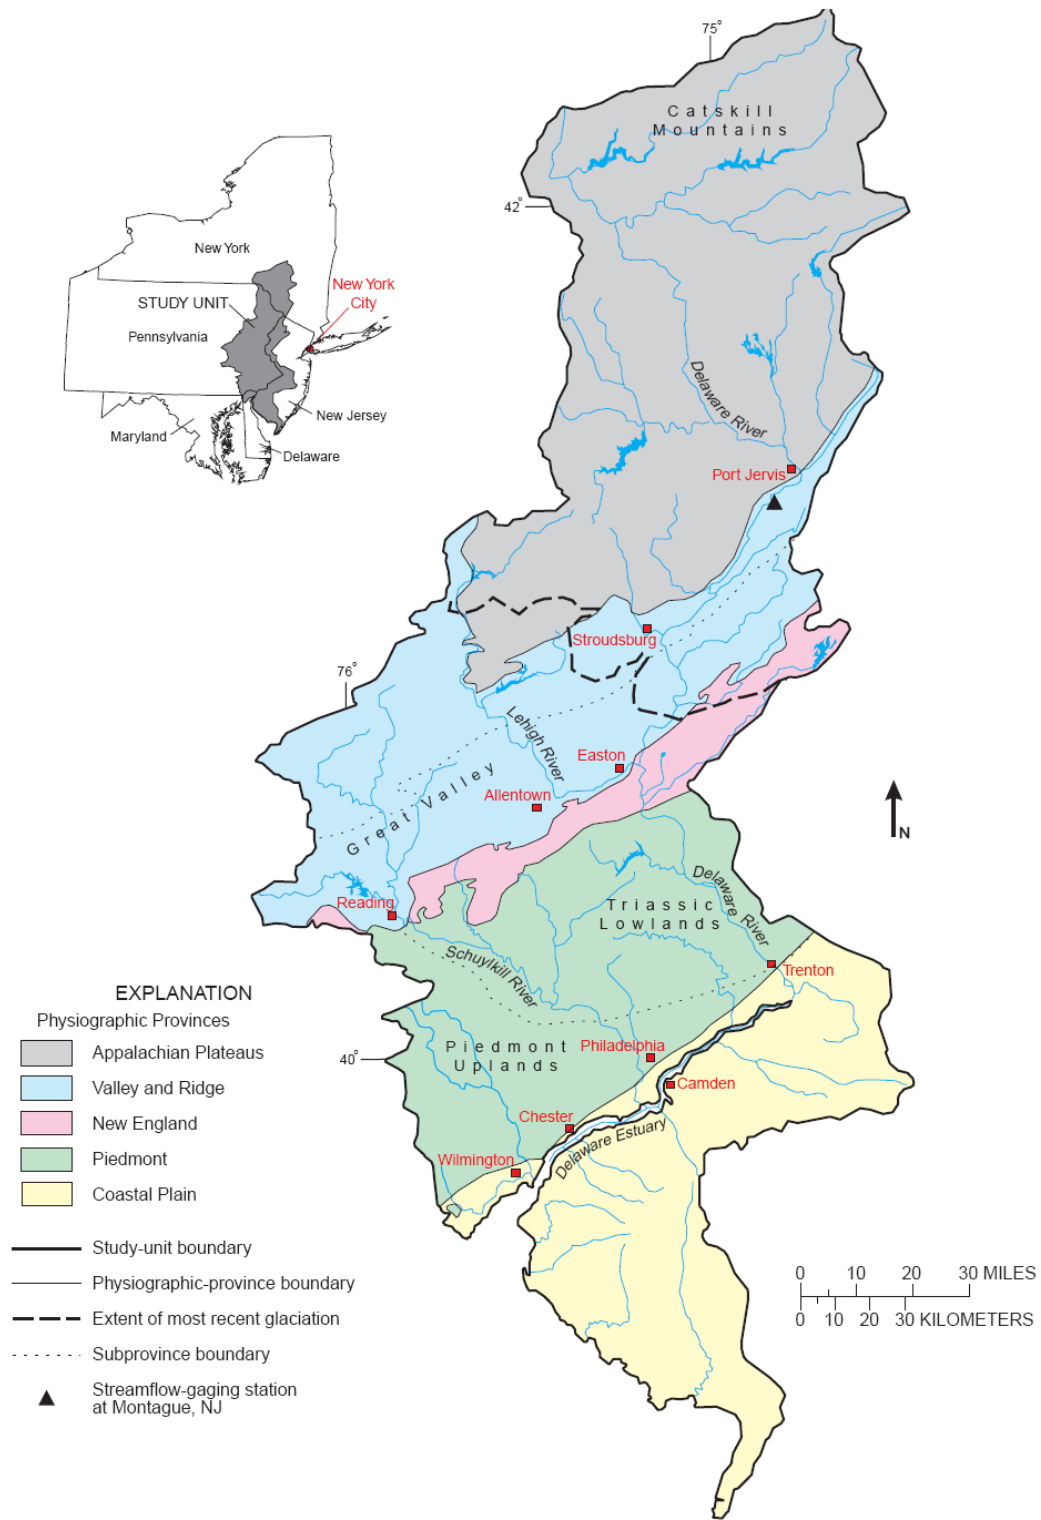 75°
Catskill
Mountains
42°
New York
New York
City
STUDY UNIT
Pennsylvania
New Jersey
Maryland
Delaware
Delaware River
Port Jervis
Stroudsburg
76°
Lehigh River
Easton
Great Valley
Allentown
N
Delaware River
Reading
Triassic
Lowlands
Schuylkill River
Trenton
Piedmont
Uplands
Philadelphia
40°
Camden
Chester
Delaware Estuary
Wilmington
EXPLANATION
Physiographic Provinces
Appalachian Plateaus
Valley and Ridge
New England
Piedmont
Coastal Plain
Study-unit boundary
Physiographic-province boundary
Extent of most recent glaciation
Subprovince boundary
Streamflow-gaging station
at Montague, NJ
0 10 20 30 MILES
0 10 20 30 KILOMETERS